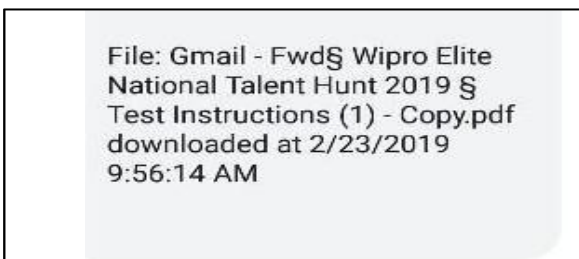 File: Gmail - Fwd§ Wipro Elite
National Talent Hunt 2019 §
Test Instructions (1) - Copy.pdf
downloaded at 2/23/2019
9:56:14 AM